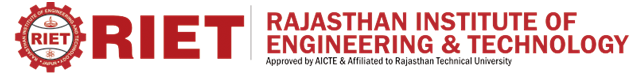 RIET
RIET
RAJASTHAN INSTITUTE OF
ENGINEERING & TECHNOLOGY
Approved by AICTE & Affiliated to Rajasthan Technical University